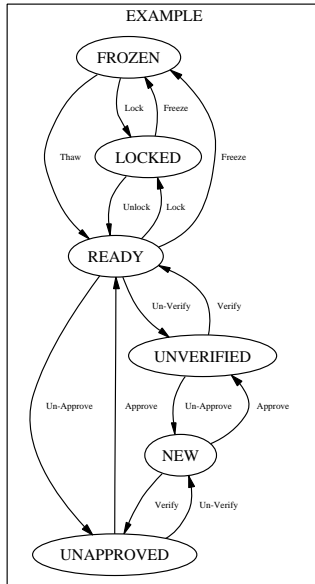 EXAMPLE
FROZEN
Lock Freeze
LOCKED
Thaw Freeze
Unlock Lock
READY
Un-Verify Verify
UNVERIFIED
Un-Approve Approve Un-Approve Approve
NEW
Verify Un-Verify
UNAPPROVED